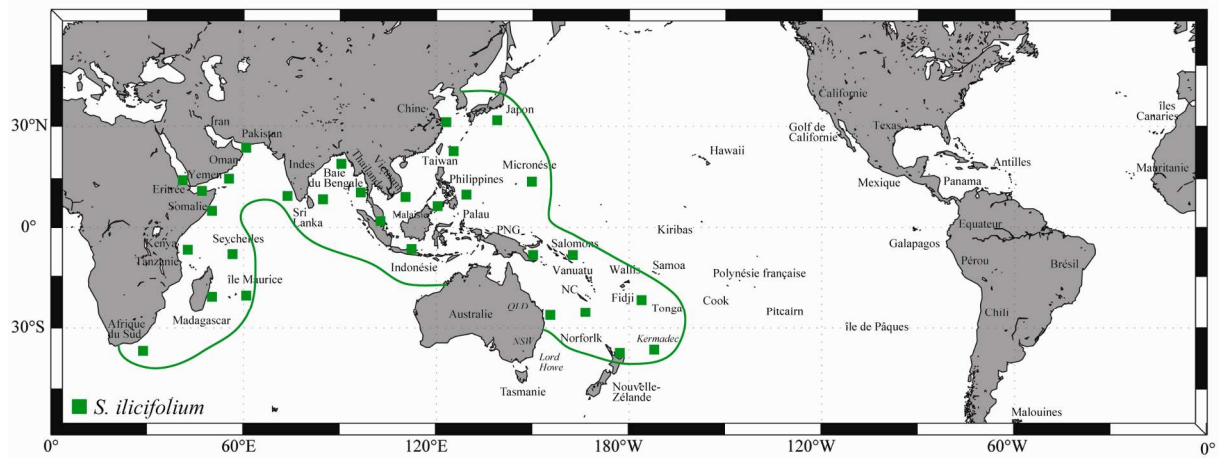 Californie
Chine
Japon
îles
Canaries
30°N
Iran
Texas
Golf de
Californie
Pakistan
Oman
Indes
Taiwan
Micronésie
Hawaii
Antilles
Mauritanie
Yemen
Baie
du Bengale
Thailande
Vietnam
Philippines
Mexique
Panama
Eritrée
Somalie
Sri
Lanka
Malaisie
Palau
0°
Kenya
Tanzanie
Seychelles
PNG
Salomons
Kiribas
Galapagos
Equateur
Indonésie
Vanuatu
Wallis
Samoa
Polynésie française
Pérou
Brésil
île Maurice
NC
Fidji
Tonga
Cook
Pitcairn
Madagascar
Australie
QLD
Chili
Afrique
du Sud
30°S
NSW
Norforlk
Kermadec
île de Pâques
Lord
Howe
Tasmanie
Nouvelle-
Zélande
S. ilicifolium
Malouines
0° 60°E 120°E 180°W 120°W 60°W 0°